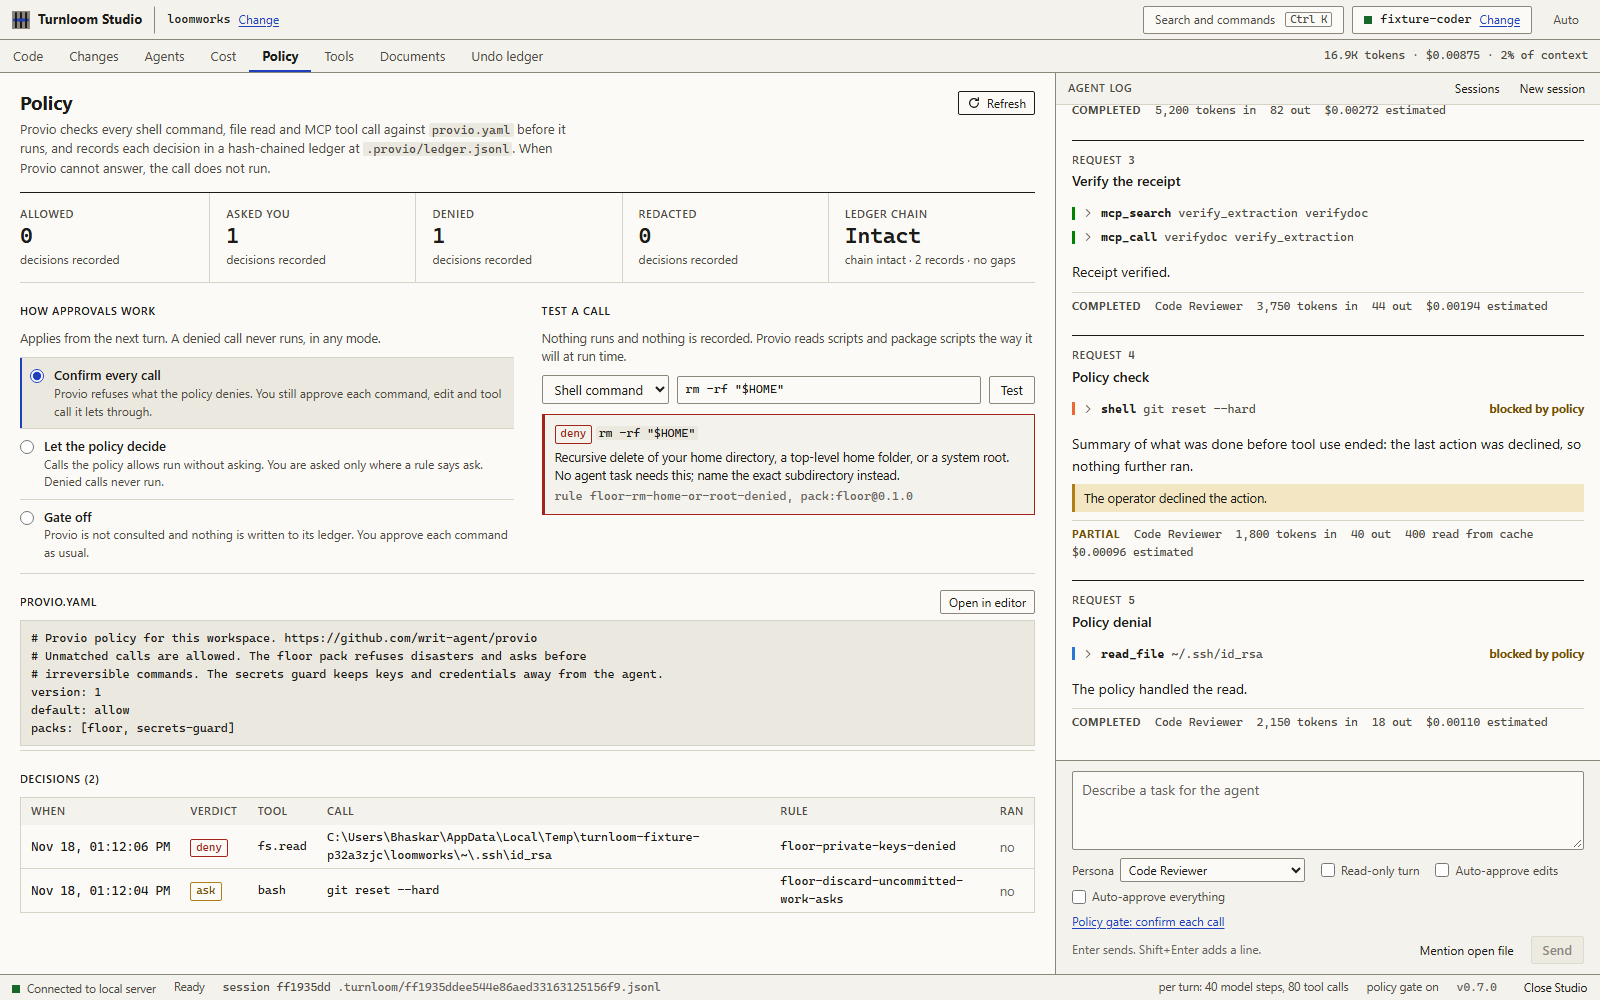 Turnloom Studio
loomworks Change
Search and commands Ctrl K
fixture-coder Change
Auto
Code Changes Agents Cost Policy Tools Documents Undo ledger
16.9K tokens · $0.00875 · 2% of context
Policy
Refresh
Provio checks every shell command, file read and MCP tool call against provio.yaml before it
runs, and records each decision in a hash-chained ledger at .provio/ledger.jsonl. When
Provio cannot answer, the call does not run.
ALLOWED
0
decisions recorded
ASKED YOU
1
decisions recorded
DENIED
1
decisions recorded
REDACTED
0
decisions recorded
LEDGER CHAIN
Intact
chain intact · 2 records · no gaps
HOW APPROVALS WORK
Applies from the next turn. A denied call never runs, in any mode.
Confirm every call
Provio refuses what the policy denies. You still approve each command, edit and tool
call it lets through.
Let the policy decide
Calls the policy allows run without asking. You are asked only where a rule says ask.
Denied calls never run.
Gate off
Provio is not consulted and nothing is written to its ledger. You approve each command
as usual.
TEST A CALL
Nothing runs and nothing is recorded. Provio reads scripts and package scripts the way it
will at run time.
Shell command rm -rf "$HOME" Test
deny rm -rf "$HOME"
Recursive delete of your home directory, a top-level home folder, or a system root.
No agent task needs this; name the exact subdirectory instead.
rule floor-rm-home-or-root-denied, pack:floor@0.1.0
PROVIO.YAML
Open in editor
# Provio policy for this workspace. https://github.com/writ-agent/provio
# Unmatched calls are allowed. The floor pack refuses disasters and asks before
# irreversible commands. The secrets guard keeps keys and credentials away from the agent.
version: 1
default: allow
packs: [floor, secrets-guard]
DECISIONS (2)
WHEN VERDICT TOOL CALL RULE RAN
Nov 18, 01:12:06 PM deny fs.read C:\Users\Bhaskar\AppData\Local\Temp\turnloom-fixture-
p32a3zjc\loomworks\~\.ssh\id_rsa floor-private-keys-denied no
Nov 18, 01:12:04 PM ask bash git reset --hard floor-discard-uncommitted-
work-asks no
AGENT LOG
Sessions New session
COMPLETED 5,200 tokens in 82 out $0.00272 estimated
REQUEST 3
Verify the receipt
mcp_search verify_extraction verifydoc
mcp_call verifydoc verify_extraction
Receipt verified.
COMPLETED Code Reviewer 3,750 tokens in 44 out $0.00194 estimated
REQUEST 4
Policy check
shell git reset --hard blocked by policy
Summary of what was done before tool use ended: the last action was declined, so
nothing further ran.
The operator declined the action.
PARTIAL Code Reviewer 1,800 tokens in 40 out 400 read from cache
$0.00096 estimated
REQUEST 5
Policy denial
read_file ~/.ssh/id_rsa blocked by policy
The policy handled the read.
COMPLETED Code Reviewer 2,150 tokens in 18 out $0.00110 estimated
Describe a task for the agent
Persona Code Reviewer Read-only turn Auto-approve edits
Auto-approve everything
Policy gate: confirm each call
Enter sends. Shift+Enter adds a line.
Mention open file Send
Connected to local server Ready session ff1935dd .turnloom/ff1935ddee544e86aed33163125156f9.jsonl
per turn: 40 model steps, 80 tool calls policy gate on v0.7.0 Close Studio